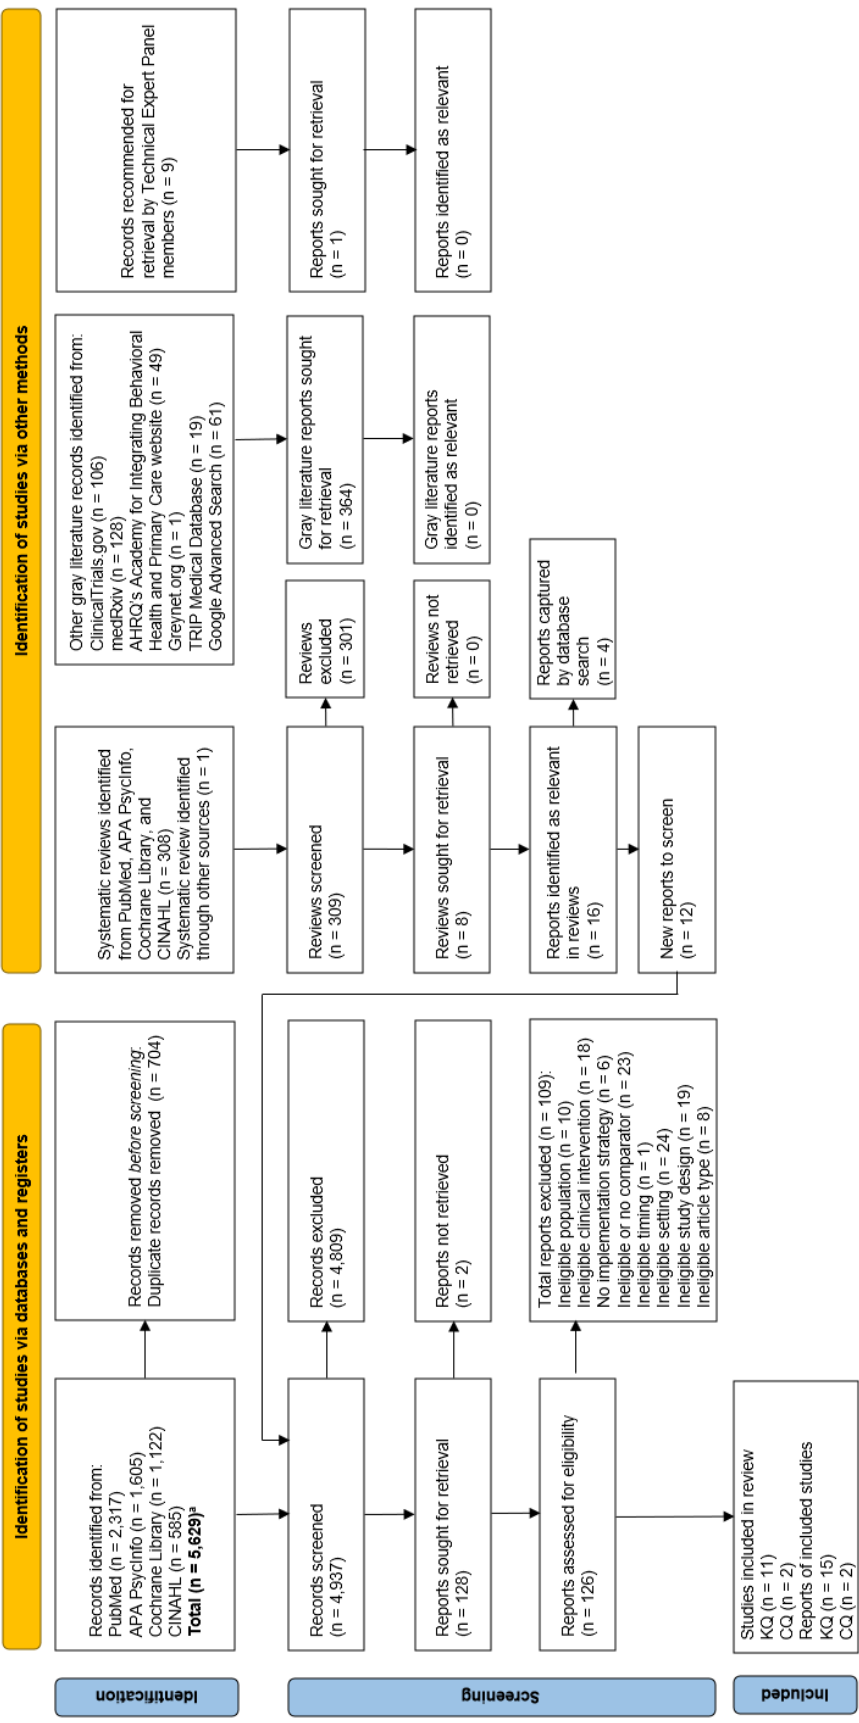 Identification of studies via databases and registers
Identification of studies via other methods
Identification
Records identified from:
PubMed (n = 2,317)
APA PsycInfo (n = 1,605)
Cochrane Library (n = 1,122)
CINAHL (n = 585)
Total (n = 5,629)ª
Records removed before screening:
Duplicate records removed (n = 704)
Systematic reviews identified
from PubMed, APA PsycInfo,
Cochrane Library, and
CINAHL (n = 308)
Systematic review identified
through other sources (n = 1)
Other gray literature records identified from:
ClinicalTrials.gov (n = 106)
medRxiv (n = 128)
AHRQ's Academy for Integrating Behavioral
Health and Primary Care website (n = 49)
Greynet.org (n = 1)
TRIP Medical Database (n = 19)
Google Advanced Search (n = 61)
Records recommended for
retrieval by Technical Expert Panel
members (n = 9)
Screening
Records screened
(n = 4,937)
Records excluded
(n = 4,809)
Reviews screened
(n = 309)
Reviews
excluded
(n = 301)
Gray literature reports sought
for retrieval
(n = 364)
Reports sought for retrieval
(n = 1)
Reports sought for retrieval
(n = 128)
Reports not retrieved
(n = 2)
Reviews sought for retrieval
(n = 8)
Reviews not
retrieved
(n = 0)
Gray literature reports
identified as relevant
(n = 0)
Reports identified as relevant
(n = 0)
Reports assessed for eligibility
(n = 126)
Total reports excluded (n = 109):
Ineligible population (n = 10)
Ineligible clinical intervention (n = 18)
No implementation strategy (n = 6)
Ineligible or no comparator (n = 23)
Ineligible timing (n = 1)
Ineligible setting (n = 24)
Ineligible study design (n = 19)
Ineligible article type (n = 8)
Reports identified as relevant
in reviews
(n = 16)
Reports captured
by database
search
(n = 4)
New reports to screen
(n = 12)
Included
Studies included in review
KQ (n = 11)
CQ (n = 2)
Reports of included studies
KQ (n = 15)
CQ (n = 2)